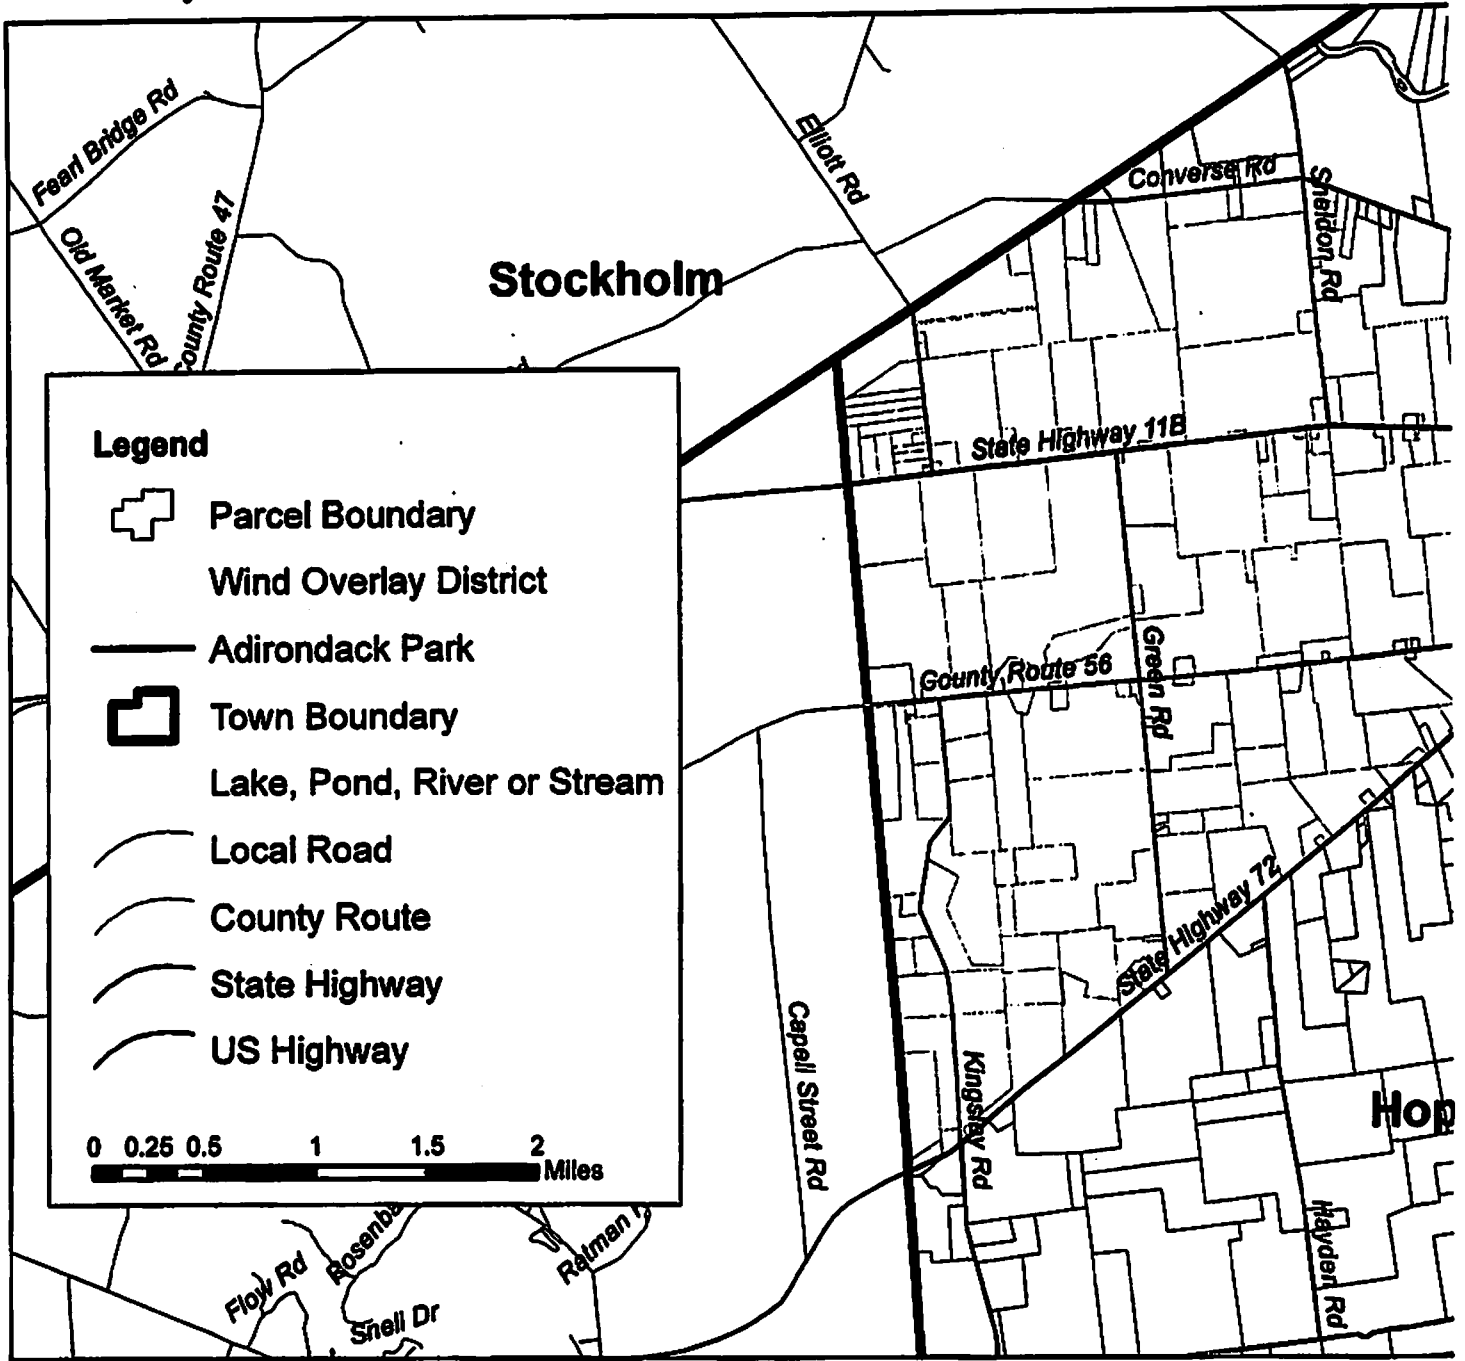 Fearl Bridge Rd
Old Market Rd
County Route 47
Elliott Rd
Converse Rd
Sheldon Rd
Stockholm
State Highway 11B
Legend
Parcel Boundary
Wind Overlay District
Adirondack Park
Town Boundary
Lake, Pond, River or Stream
Local Road
County Route
State Highway
US Highway
0 0.25 0.5 1 1.5 2
Miles
County Route 56
Green Rd
State Highway 72
Capell Street Rd
Kingsley Rd
Hop
Hayden Rd
Flow Rd
Rosenba
Snell Dr
Ratman